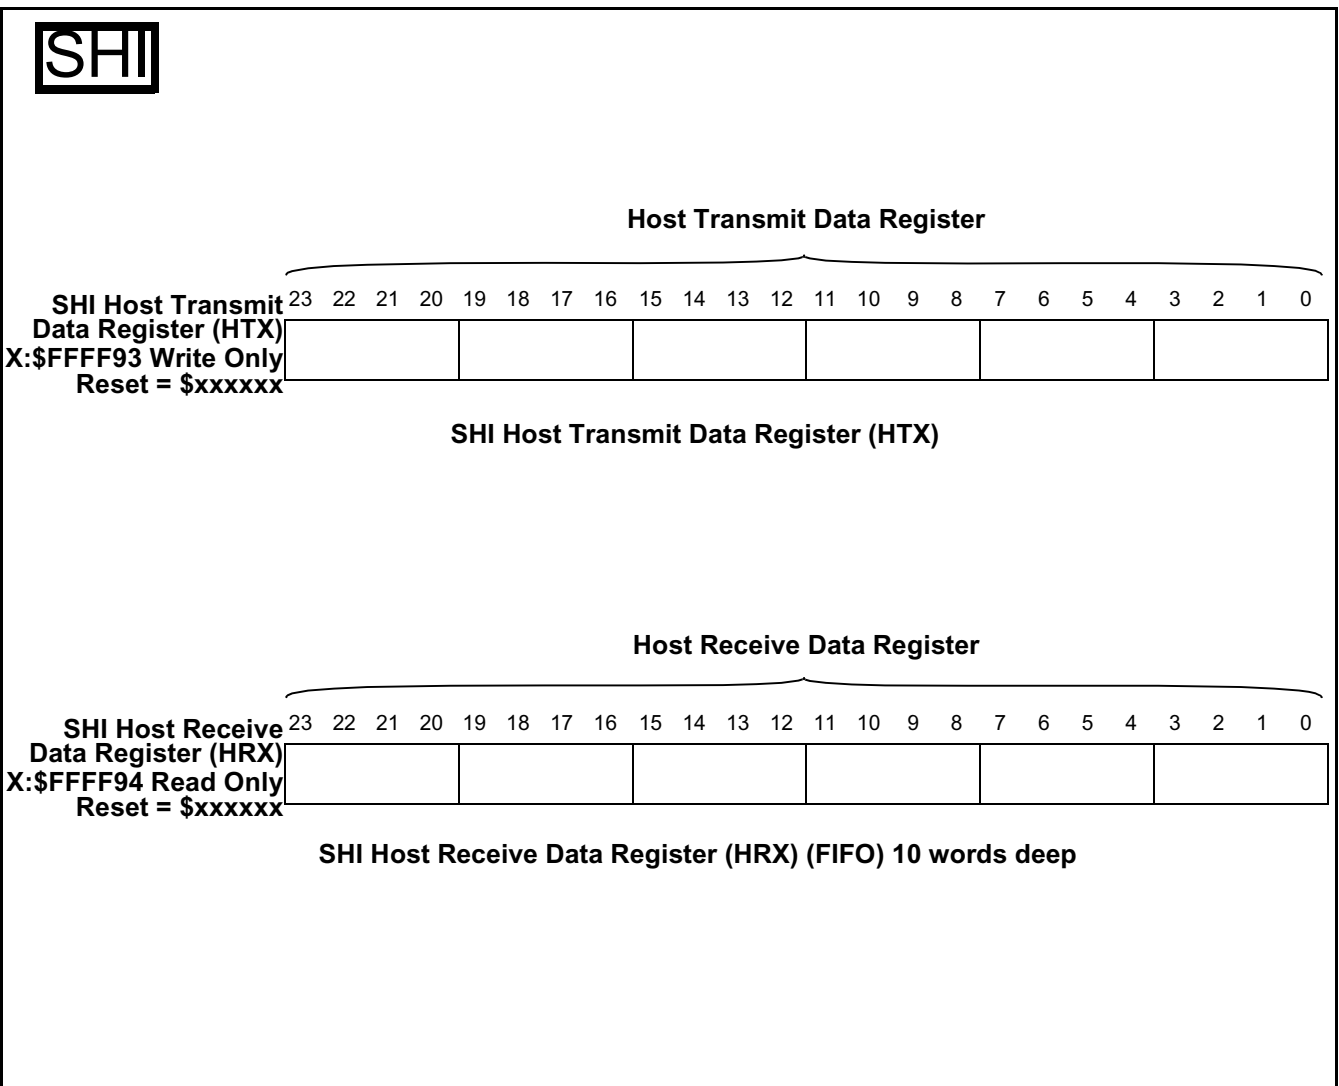 SHI
Host Transmit Data Register
SHI Host Transmit
23 22 21 20 19 18 17 16 15 14 13 12 11 10 9 8 7 6 5 4 3 2 1 0
Data Register (HTX)
X:$FFFF93 Write Only
Reset = $xxxxxx
SHI Host Transmit Data Register (HTX)
Host Receive Data Register
SHI Host Receive
23 22 21 20 19 18 17 16 15 14 13 12 11 10 9 8 7 6 5 4 3 2 1 0
Data Register (HRX)
X:$FFFF94 Read Only
Reset = $xxxxxx
SHI Host Receive Data Register (HRX) (FIFO) 10 words deep